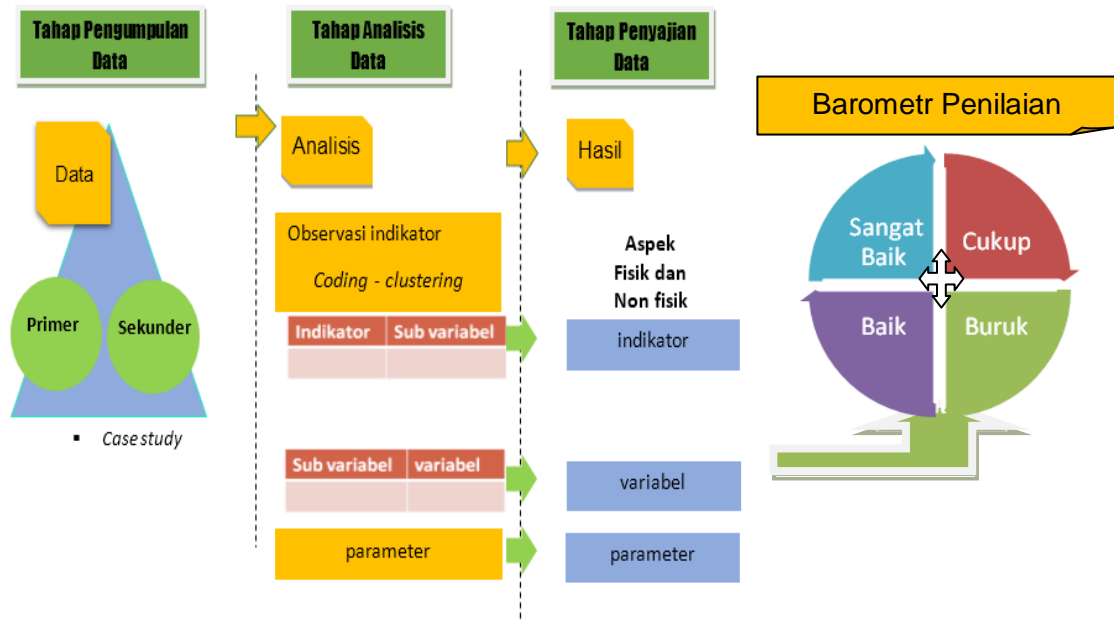 Tahap Pengumpulan
Data
Data
Primer
Sekunder
▪ Case study
Tahap Analisis
Data
Analisis
Observasi indikator
Coding - clustering
Indikator Sub variabel
Sub variabel variabel
parameter
Tahap Penyajian
Data
Hasil
Aspek
Fisik dan
Non fisik
indikator
variabel
parameter
Barometr Penilaian
Sangat
Baik
Cukup
Baik
Buruk